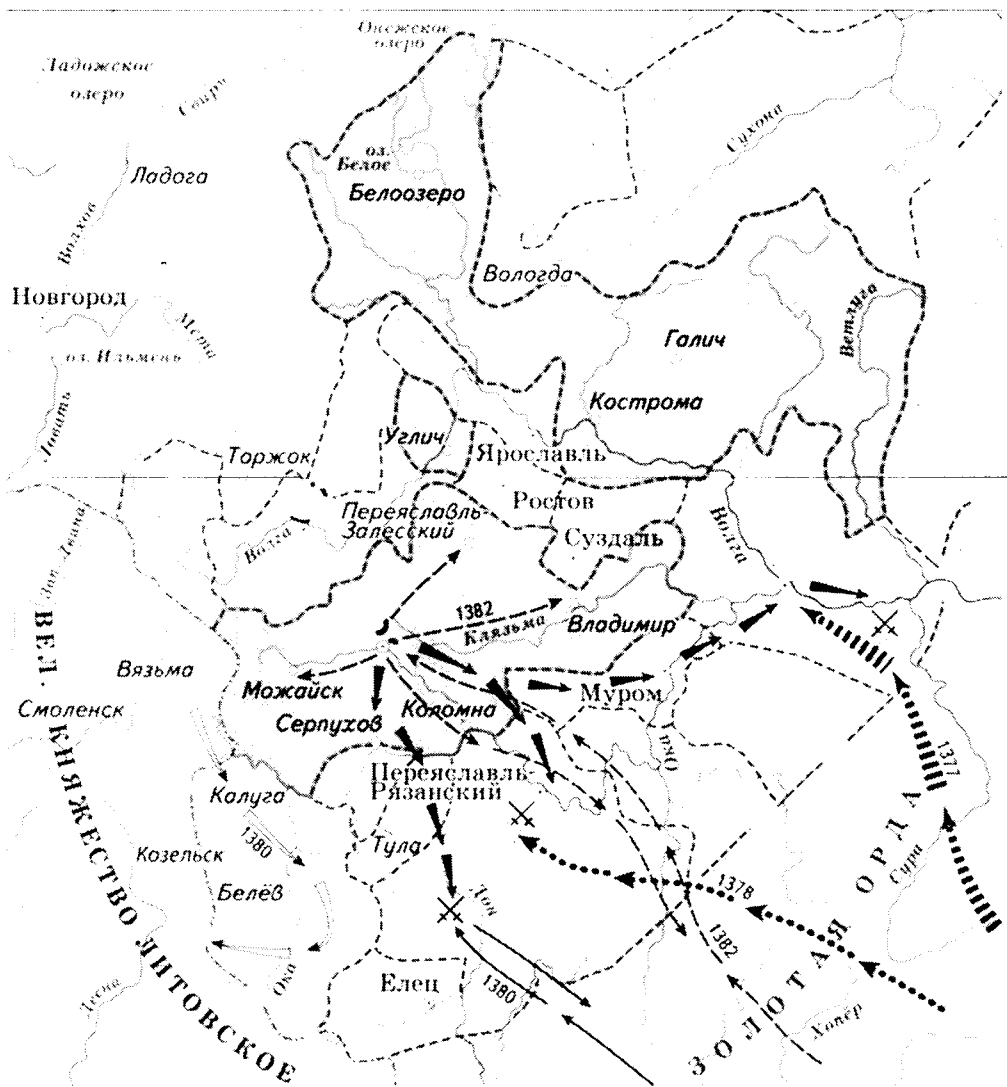 Онежское
озеро
Ладожское
озеро
Свирь
Сухона
оз.
Белое
Белоозеро
Ладога
Волхов
Вологда
Новгород
Мста
Ветлуга
Галич
оз. Ильмень
Кострома
Ловать
Углич
Ярославль
Торжок
Ростов
Переяславль-
Залесский
Суздаль
Волга
Волга
Зап. Двина
1382
Клязьма
Владимир
Вязьма
Можайск
Муром
Смоленск
Серпухов
Коломна
Ока
1377
Переяславль-
Рязанский
Калуга
1380
Тула
Козельск
Белёв
Сура
1378
Дон
1382
Ока
Елец
1380
Десна
Хопёр
ВЕЛ. КНЯЖЕСТВО ЛИТОВСКОЕ
ЗОЛОТАЯ ОРДА